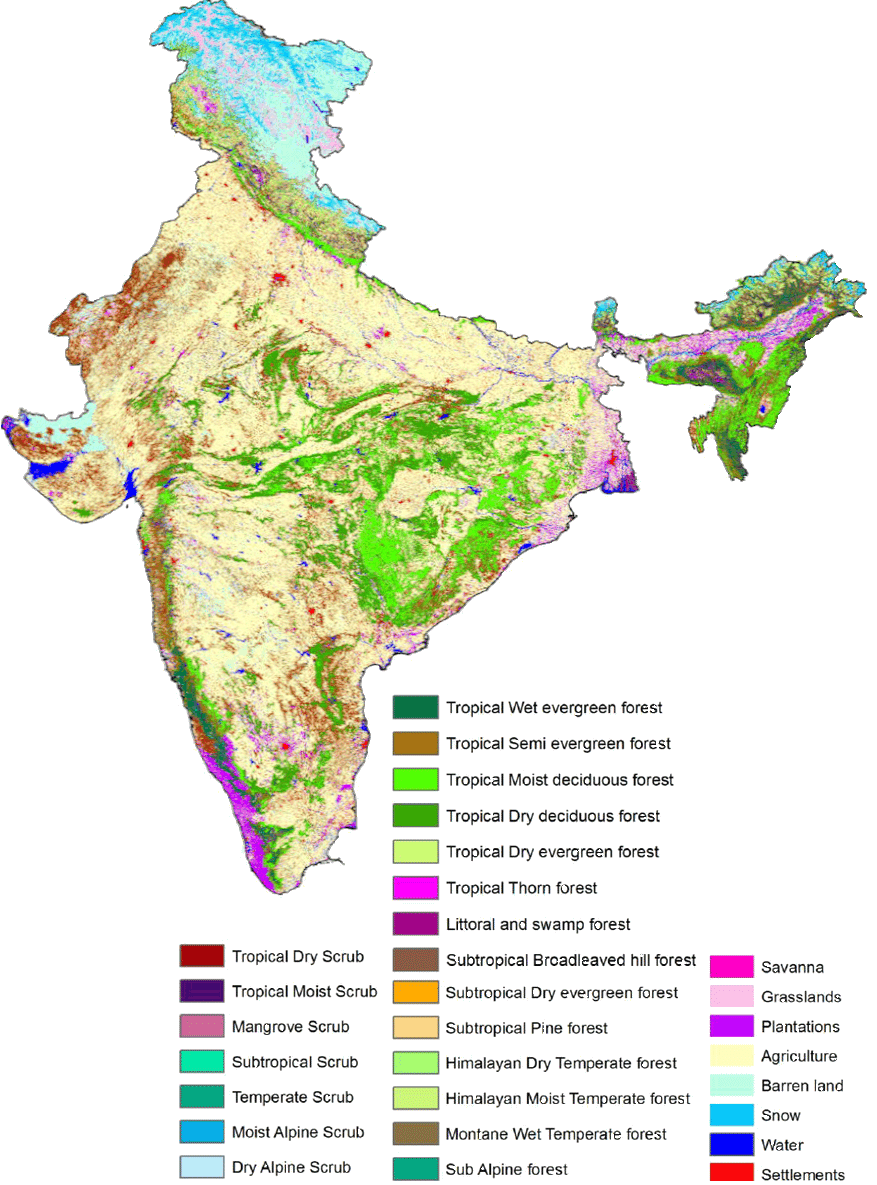 Tropical Wet evergreen forest
Tropical Semi evergreen forest
Tropical Moist deciduous forest
Tropical Dry deciduous forest
Tropical Dry evergreen forest
Tropical Thorn forest
Littoral and swamp forest
Subtropical Broadleaved hill forest
Subtropical Dry evergreen forest
Subtropical Pine forest
Himalayan Dry Temperate forest
Himalayan Moist Temperate forest
Montane Wet Temperate forest
Sub Alpine forest
Tropical Dry Scrub
Tropical Moist Scrub
Mangrove Scrub
Subtropical Scrub
Temperate Scrub
Moist Alpine Scrub
Dry Alpine Scrub
Savanna
Grasslands
Plantations
Agriculture
Barren land
Snow
Water
Settlements